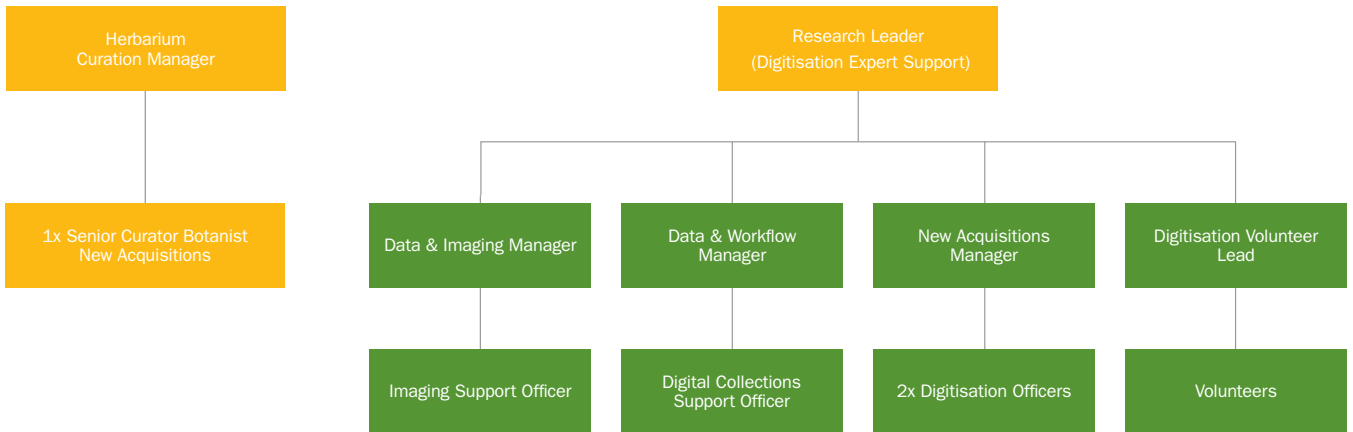 Herbarium
Curation Manager
Research Leader
(Digitisation Expert Support)
1x Senior Curator Botanist
New Acquisitions
Data & Imaging Manager
Data & Workflow
Manager
New Acquisitions
Manager
Digitisation Volunteer
Lead
Imaging Support Officer
Digital Collections
Support Officer
2x Digitisation Officers
Volunteers